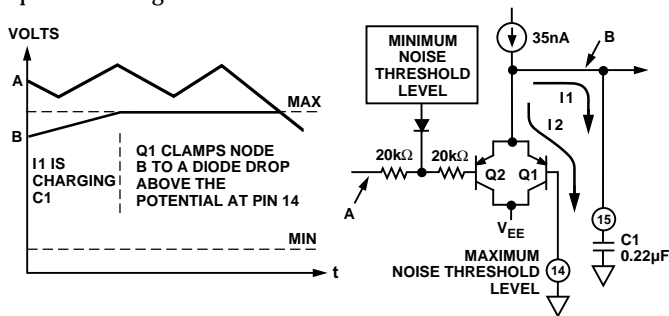 VOLTS
A
B
MAX
I1 IS
CHARGING
C1
Q1 CLAMPS NODE
B TO A DIODE DROP
ABOVE THE
POTENTIAL AT PIN 14
MIN
t
MINIMUM
NOISE
THRESHOLD
LEVEL
35nA
B
I1
I2
20kΩ
20kΩ
Q2
Q1
A
VEE
15
C1
0.22µF
MAXIMUM
NOISE THRESHOLD
LEVEL
14